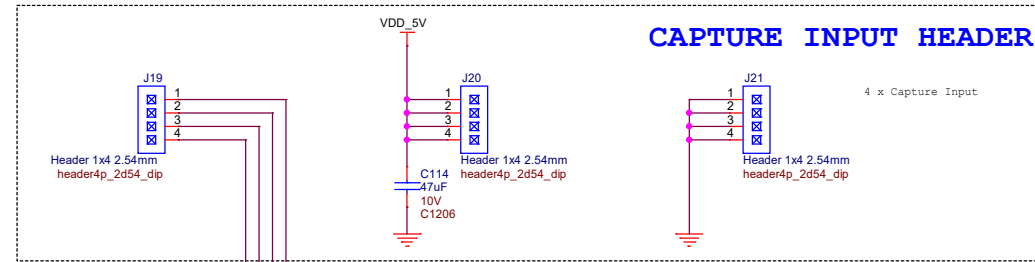 VDD_5V
CAPTURE INPUT HEADER
4 x Capture Input
J19
1
2
3
4
Header 1x4 2.54mm
header4p_2d54_dip
J20
1
2
3
4
Header 1x4 2.54mm
header4p_2d54_dip
C114
47uF
10V
C1206
J21
1
2
3
4
Header 1x4 2.54mm
header4p_2d54_dip